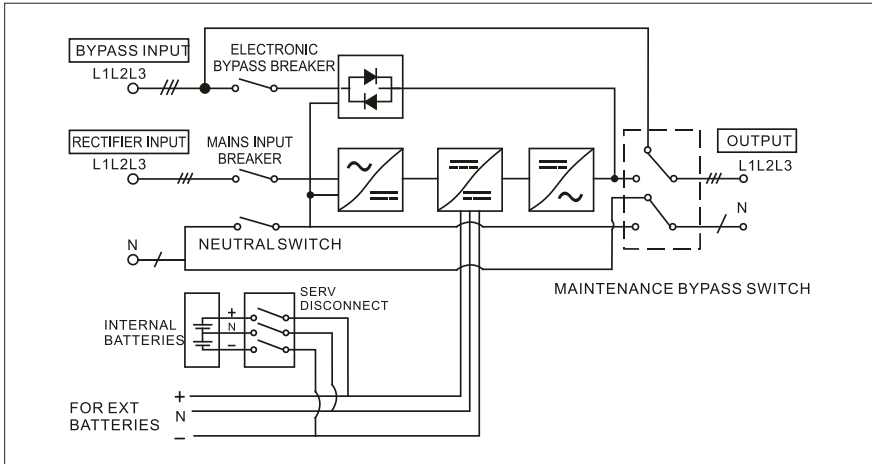 BYPASS INPUT
L1L2L3
ELECTRONIC
BYPASS BREAKER
RECTIFIER INPUT
L1L2L3
MAINS INPUT
BREAKER
OUTPUT
L1L2L3
N
N
NEUTRAL SWITCH
MAINTENANCE BYPASS SWITCH
SERV
DISCONNECT
INTERNAL
BATTERIES
+
N
−
FOR EXT
BATTERIES
+
N
−